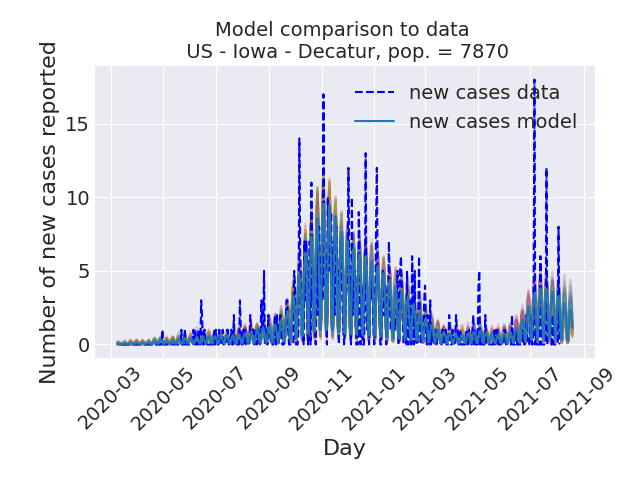 Model comparison to data
US - Iowa - Decatur, pop. = 7870
Number of new cases reported
15
10
5
0
new cases data
new cases model
2020-03
2020-05
2020-07
2020-09
2020-11
2021-01
2021-03
2021-05
2021-07
2021-09
Day